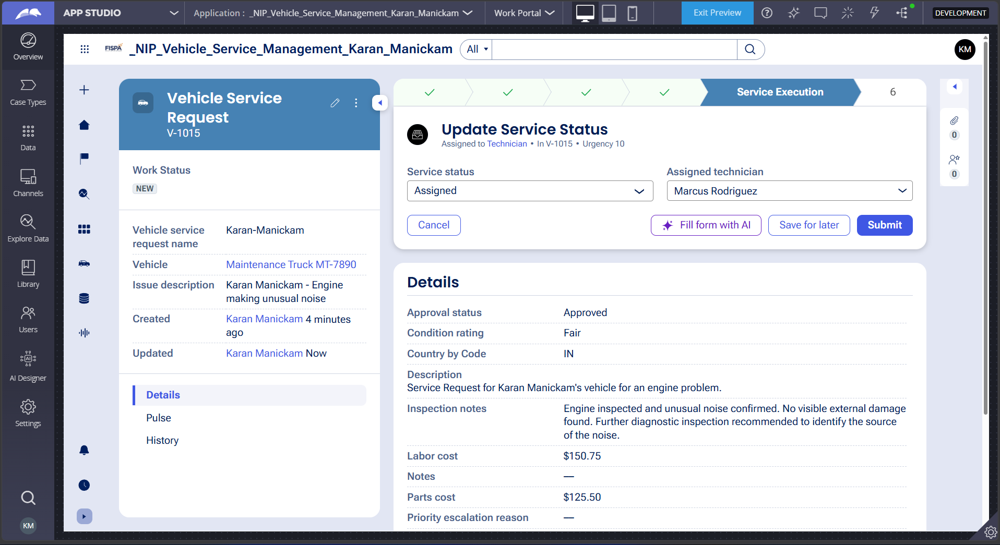 APP STUDIO
Application : _NIP_Vehicle_Service_Management_Karan_Manickam
Work Portal
Exit Preview
DEVELOPMENT
Overview
Case Types
Data
Channels
Explore Data
Library
Users
AI
AI Designer
Settings
KM
FISPA
_NIP_Vehicle_Service_Management_Karan_Manickam
All
KM
Vehicle Service
Request
V-1015
Work Status
NEW
Vehicle service
request name
Karan-Manickam
Vehicle
Maintenance Truck MT-7890
Issue description
Karan Manickam - Engine
making unusual noise
Created
Karan Manickam 4 minutes
ago
Updated
Karan Manickam Now
Details
Pulse
History
Service Execution
6
Update Service Status
Assigned to Technician • In V-1015 • Urgency 10
Service status
Assigned
Assigned technician
Marcus Rodriguez
Cancel
Fill form with AI
Save for later
Submit
0
0
Details
Approval status
Approved
Condition rating
Fair
Country by Code
IN
Description
Service Request for Karan Manickam's vehicle for an engine problem.
Inspection notes
Engine inspected and unusual noise confirmed. No visible external damage
found. Further diagnostic inspection recommended to identify the source
of the noise.
Labor cost
$150.75
Notes
—
Parts cost
$125.50
Priority escalation reason
—